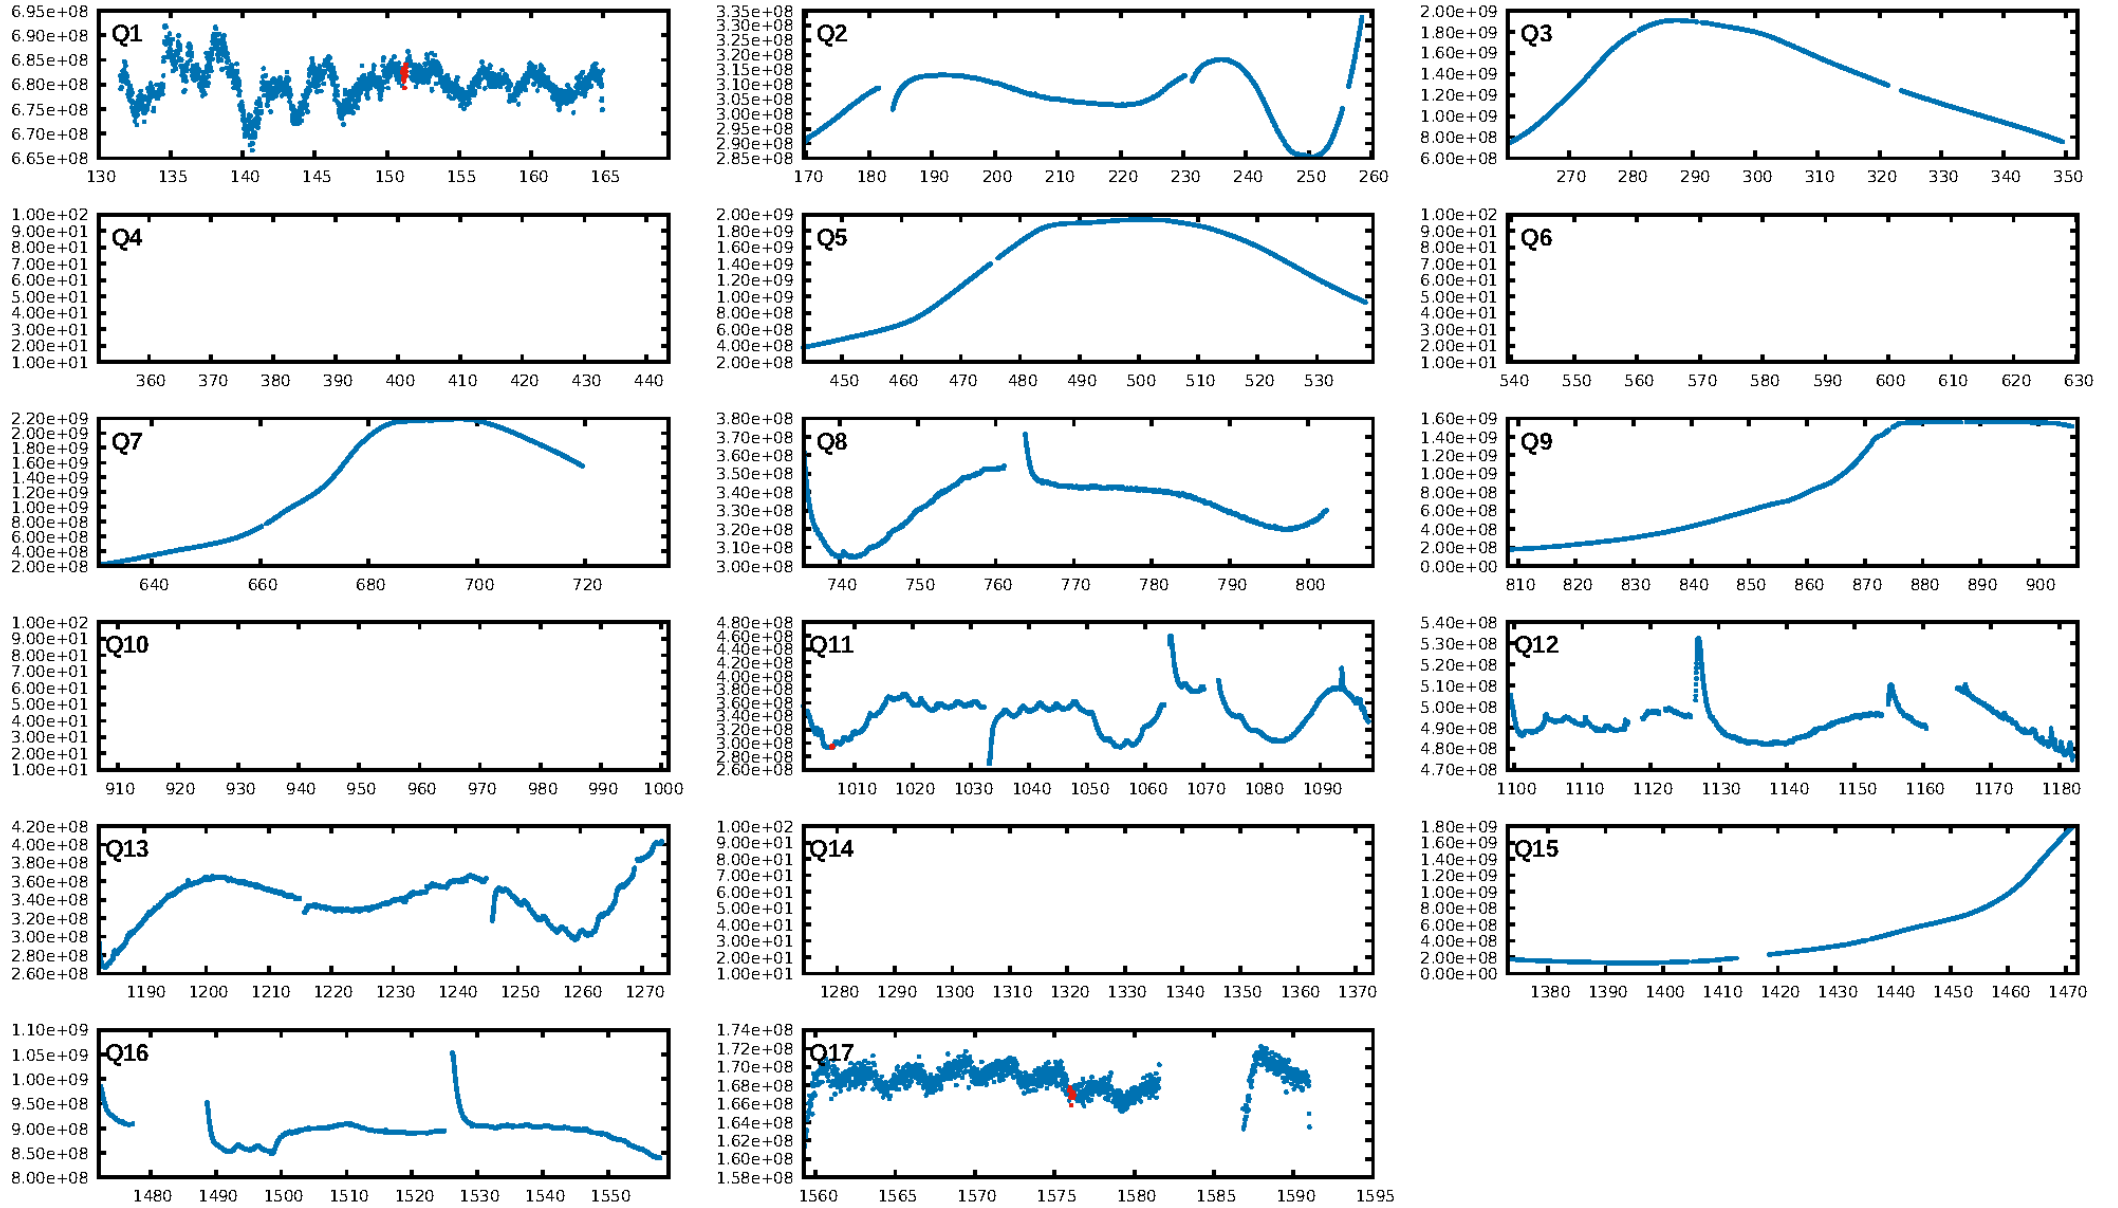 Q1
6.95e+08
6.90e+08
6.85e+08
6.80e+08
6.75e+08
6.70e+08
6.65e+08
130 135 140 145 150 155 160 165
Q2
3.35e+08
3.30e+08
3.25e+08
3.20e+08
3.15e+08
3.10e+08
3.05e+08
3.00e+08
2.95e+08
2.90e+08
2.85e+08
170 180 190 200 210 220 230 240 250 260
Q3
2.00e+09
1.80e+09
1.60e+09
1.40e+09
1.20e+09
1.00e+09
8.00e+08
6.00e+08
270 280 290 300 310 320 330 340 350
Q4
1.00e+02
9.00e+01
8.00e+01
7.00e+01
6.00e+01
5.00e+01
4.00e+01
3.00e+01
2.00e+01
1.00e+01
360 370 380 390 400 410 420 430 440
Q5
2.00e+09
1.80e+09
1.60e+09
1.40e+09
1.20e+09
1.00e+09
8.00e+08
6.00e+08
4.00e+08
2.00e+08
450 460 470 480 490 500 510 520 530
Q6
1.00e+02
9.00e+01
8.00e+01
7.00e+01
6.00e+01
5.00e+01
4.00e+01
3.00e+01
2.00e+01
1.00e+01
540 550 560 570 580 590 600 610 620 630
Q7
2.20e+09
2.00e+09
1.80e+09
1.60e+09
1.40e+09
1.20e+09
1.00e+09
8.00e+08
6.00e+08
4.00e+08
2.00e+08
640 660 680 700 720
Q8
3.80e+08
3.70e+08
3.60e+08
3.50e+08
3.40e+08
3.30e+08
3.20e+08
3.10e+08
3.00e+08
740 750 760 770 780 790 800
Q9
1.60e+09
1.40e+09
1.20e+09
1.00e+09
8.00e+08
6.00e+08
4.00e+08
2.00e+08
0.00e+00
810 820 830 840 850 860 870 880 890 900
Q10
1.00e+02
9.00e+01
8.00e+01
7.00e+01
6.00e+01
5.00e+01
4.00e+01
3.00e+01
2.00e+01
1.00e+01
910 920 930 940 950 960 970 980 990 1000
Q11
4.80e+08
4.60e+08
4.40e+08
4.20e+08
4.00e+08
3.80e+08
3.60e+08
3.40e+08
3.20e+08
3.00e+08
2.80e+08
2.60e+08
1010 1020 1030 1040 1050 1060 1070 1080 1090
Q12
5.40e+08
5.30e+08
5.20e+08
5.10e+08
5.00e+08
4.90e+08
4.80e+08
4.70e+08
1100 1110 1120 1130 1140 1150 1160 1170 1180
Q13
4.20e+08
4.00e+08
3.80e+08
3.60e+08
3.40e+08
3.20e+08
3.00e+08
2.80e+08
2.60e+08
1190 1200 1210 1220 1230 1240 1250 1260 1270
Q14
1.00e+02
9.00e+01
8.00e+01
7.00e+01
6.00e+01
5.00e+01
4.00e+01
3.00e+01
2.00e+01
1.00e+01
1280 1290 1300 1310 1320 1330 1340 1350 1360 1370
Q15
1.80e+09
1.60e+09
1.40e+09
1.20e+09
1.00e+09
8.00e+08
6.00e+08
4.00e+08
2.00e+08
0.00e+00
1380 1390 1400 1410 1420 1430 1440 1450 1460 1470
Q16
1.10e+09
1.05e+09
1.00e+09
9.50e+08
9.00e+08
8.50e+08
8.00e+08
1480 1490 1500 1510 1520 1530 1540 1550
Q17
1.74e+08
1.72e+08
1.70e+08
1.68e+08
1.66e+08
1.64e+08
1.62e+08
1.60e+08
1.58e+08
1560 1565 1570 1575 1580 1585 1590 1595